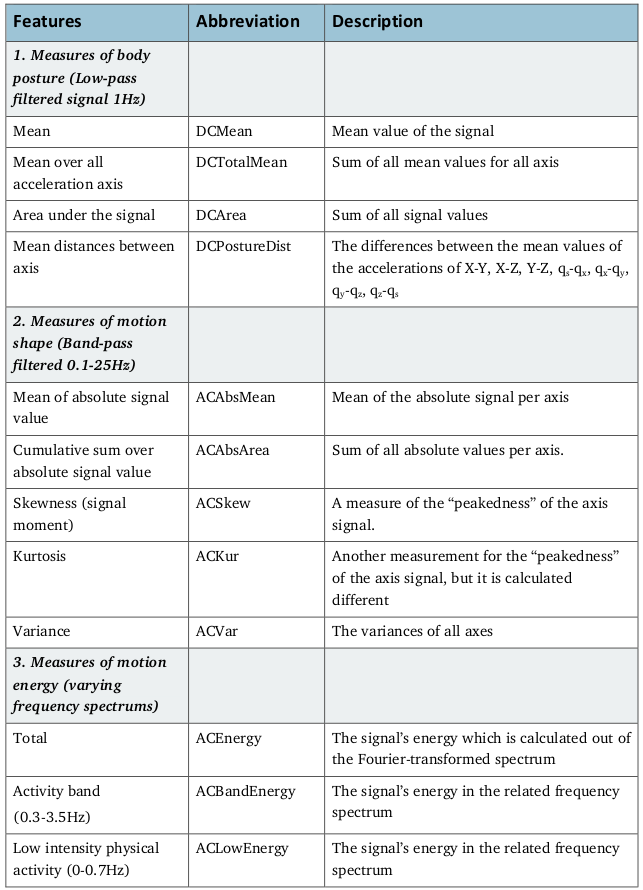 Features Abbreviation Description
1. Measures of body
posture (Low-pass
filtered signal 1Hz)
Mean DCMean Mean value of the signal
Mean over all DCTotalMean Sum of all mean values for all axis
acceleration axis
Area under the signal DCArea Sum of all signal values
Mean distances between DCPostureDist The differences between the mean values of
axis the accelerations of X-Y, X-Z, Y-Z, qs-qx, qx-qy,
qy-qz, qz-qs
2. Measures of motion
shape (Band-pass
filtered 0.1-25Hz)
Mean of absolute signal ACAbsMean Mean of the absolute signal per axis
value
Cumulative sum over ACAbsArea Sum of all absolute values per axis.
absolute signal value
Skewness (signal ACSkew A measure of the “peakedness” of the axis
moment) signal.
Kurtosis ACKur Another measurement for the “peakedness”
of the axis signal, but it is calculated
different
Variance ACVar The variances of all axes
3. Measures of motion
energy (varying
frequency spectrums)
Total ACEnergy The signal’s energy which is calculated out of
the Fourier-transformed spectrum
Activity band ACBandEnergy The signal’s energy in the related frequency
(0.3-3.5Hz) spectrum
Low intensity physical ACLowEnergy The signal’s energy in the related frequency
activity (0-0.7Hz) spectrum